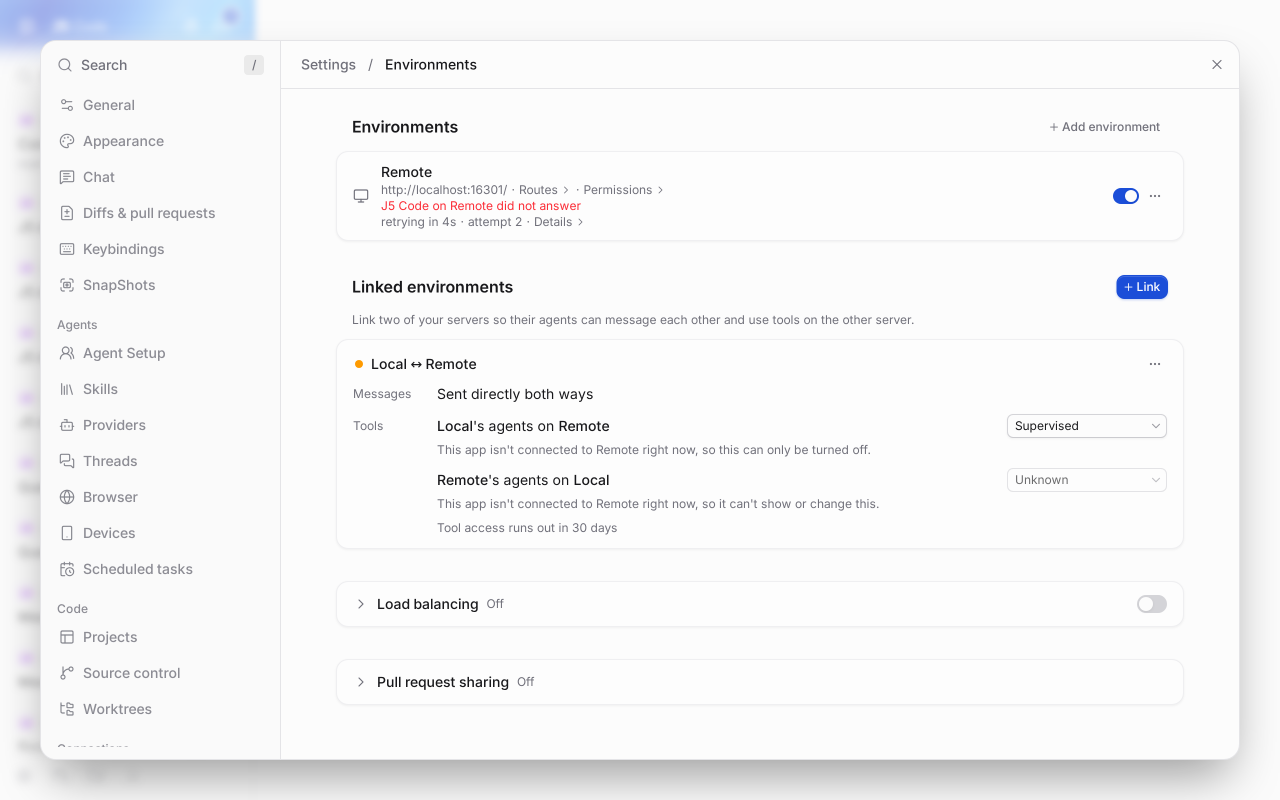 Search /
General
Appearance
Chat
Diffs & pull requests
Keybindings
SnapShots
Agents
Agent Setup
Skills
Providers
Threads
Browser
Devices
Scheduled tasks
Code
Projects
Source control
Worktrees
Settings / Environments
Environments
+ Add environment
Remote
http://localhost:16301/ · Routes > · Permissions >
J5 Code on Remote did not answer
retrying in 4s · attempt 2 · Details >
Linked environments
+ Link
Link two of your servers so their agents can message each other and use tools on the other server.
Local ↔ Remote
Messages Sent directly both ways
Tools Local's agents on Remote Supervised
This app isn't connected to Remote right now, so this can only be turned off.
Remote's agents on Local Unknown
This app isn't connected to Remote right now, so it can't show or change this.
Tool access runs out in 30 days
Load balancing Off
Pull request sharing Off